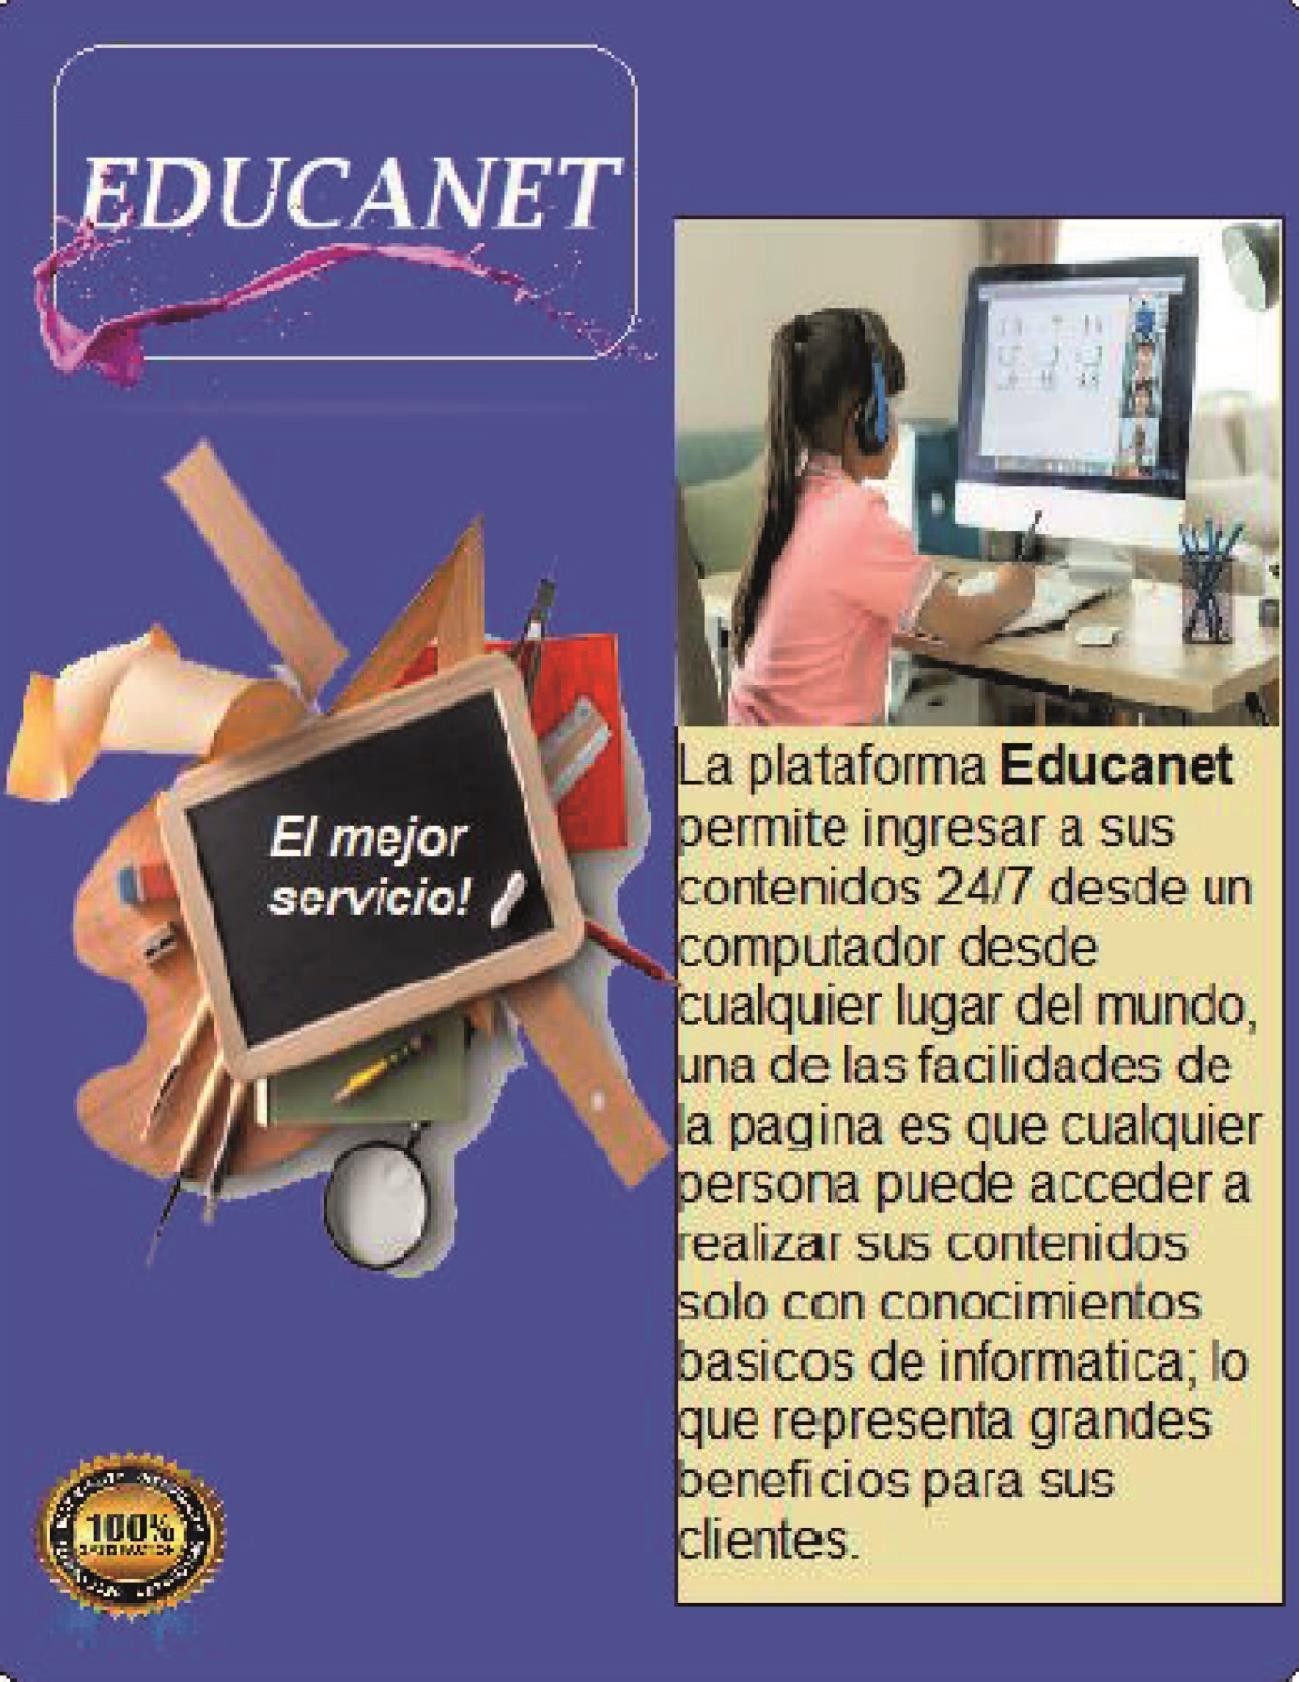 EDUCANET
El mejor
servicio!
La plataforma Educanet
permite ingresar a sus
contenidos 24/7 desde un
computador desde
cualquier lugar del mundo,
una de las facilidades de
la pagina es que cualquier
persona puede acceder a
realizar sus contenidos
solo con conocimientos
basicos de informatica; lo
que representa grandes
beneficios para sus
clientes.
100%
SATISFACTION